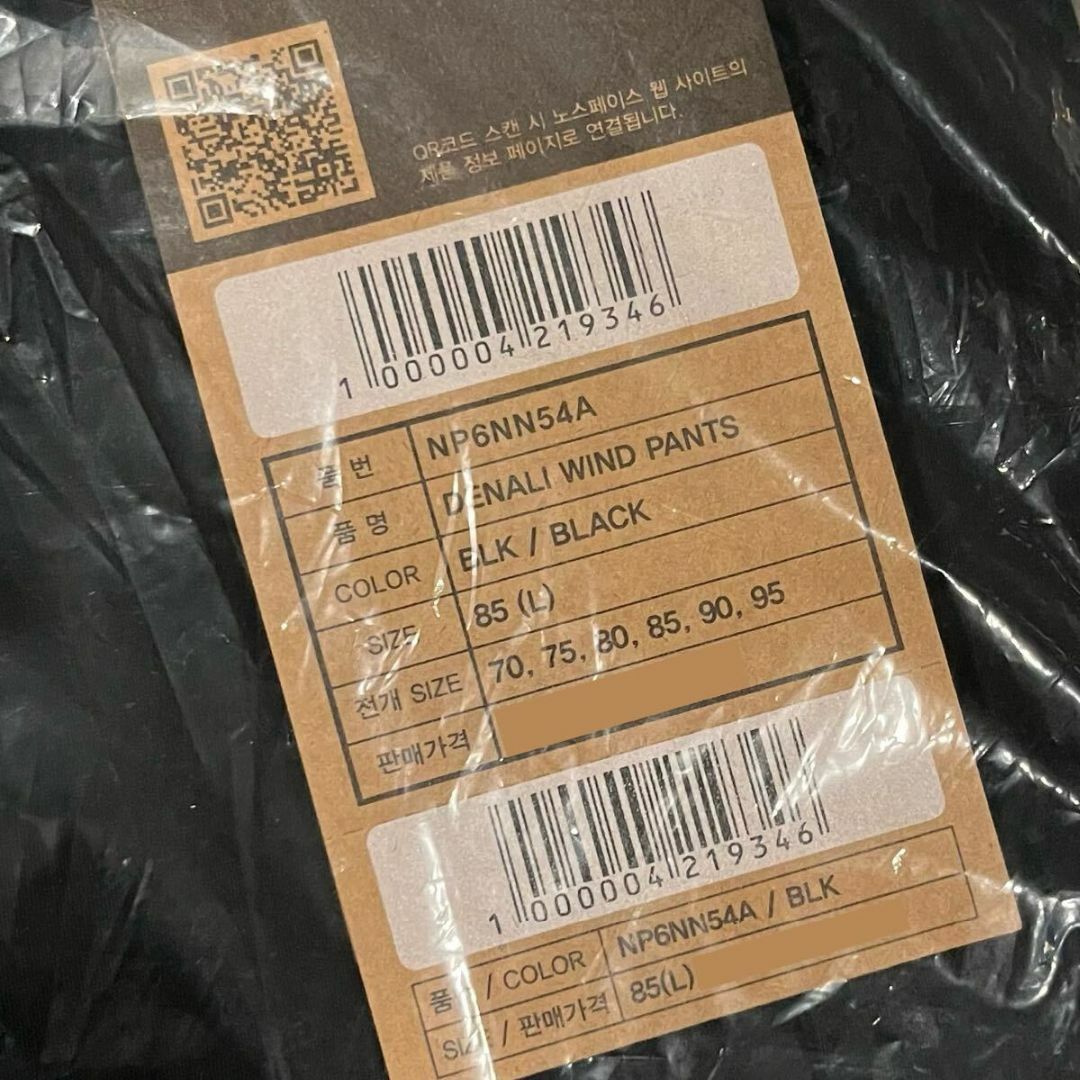 QR코드 스캔 시 노스페이스 웹 사이트의
제품 정보 페이지로 연결됩니다.
1 000004 219346
품 번 NP6NN54A
품 명 DENALI WIND PANTS
COLOR BLK / BLACK
SIZE 85 (L)
전개 SIZE 70, 75, 80, 85, 90, 95
판매가격
1 000004 219346
품 / COLOR NP6NN54A / BLK
SIZE / 판매가격 85(L)